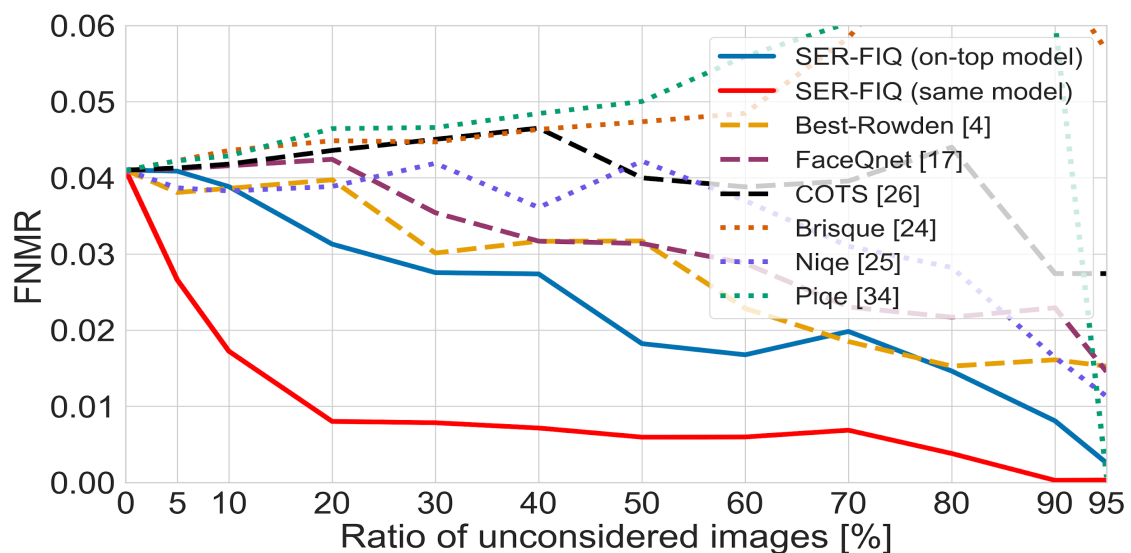 0.06
0.05
0.04
0.03
0.02
0.01
0.00
FNMR
SER-FIQ (on-top model)
SER-FIQ (same model)
Best-Rowden [4]
FaceQnet [17]
COTS [26]
Brisque [24]
Niqe [25]
Piqe [34]
0 5 10 20 30 40 50 60 70 80 90 95
Ratio of unconsidered images [%]